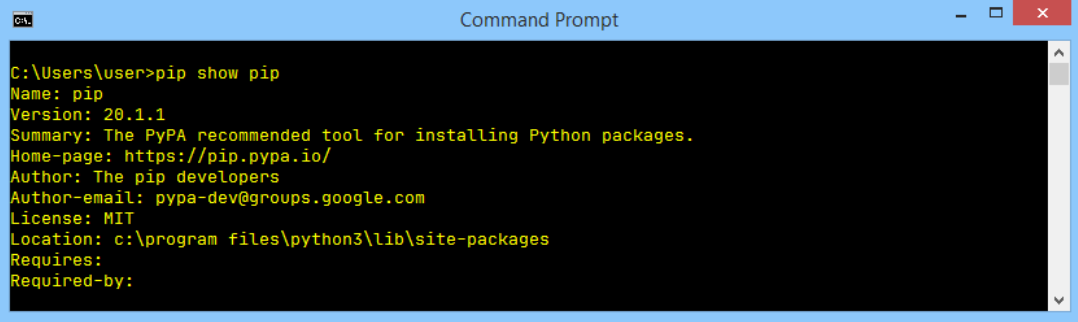 Command Prompt
C:\Users\user>pip show pip
Name: pip
Version: 20.1.1
Summary: The PyPA recommended tool for installing Python packages.
Home-page: https://pip.pypa.io/
Author: The pip developers
Author-email: pypa-dev@groups.google.com
License: MIT
Location: c:\program files\python3\lib\site-packages
Requires:
Required-by: